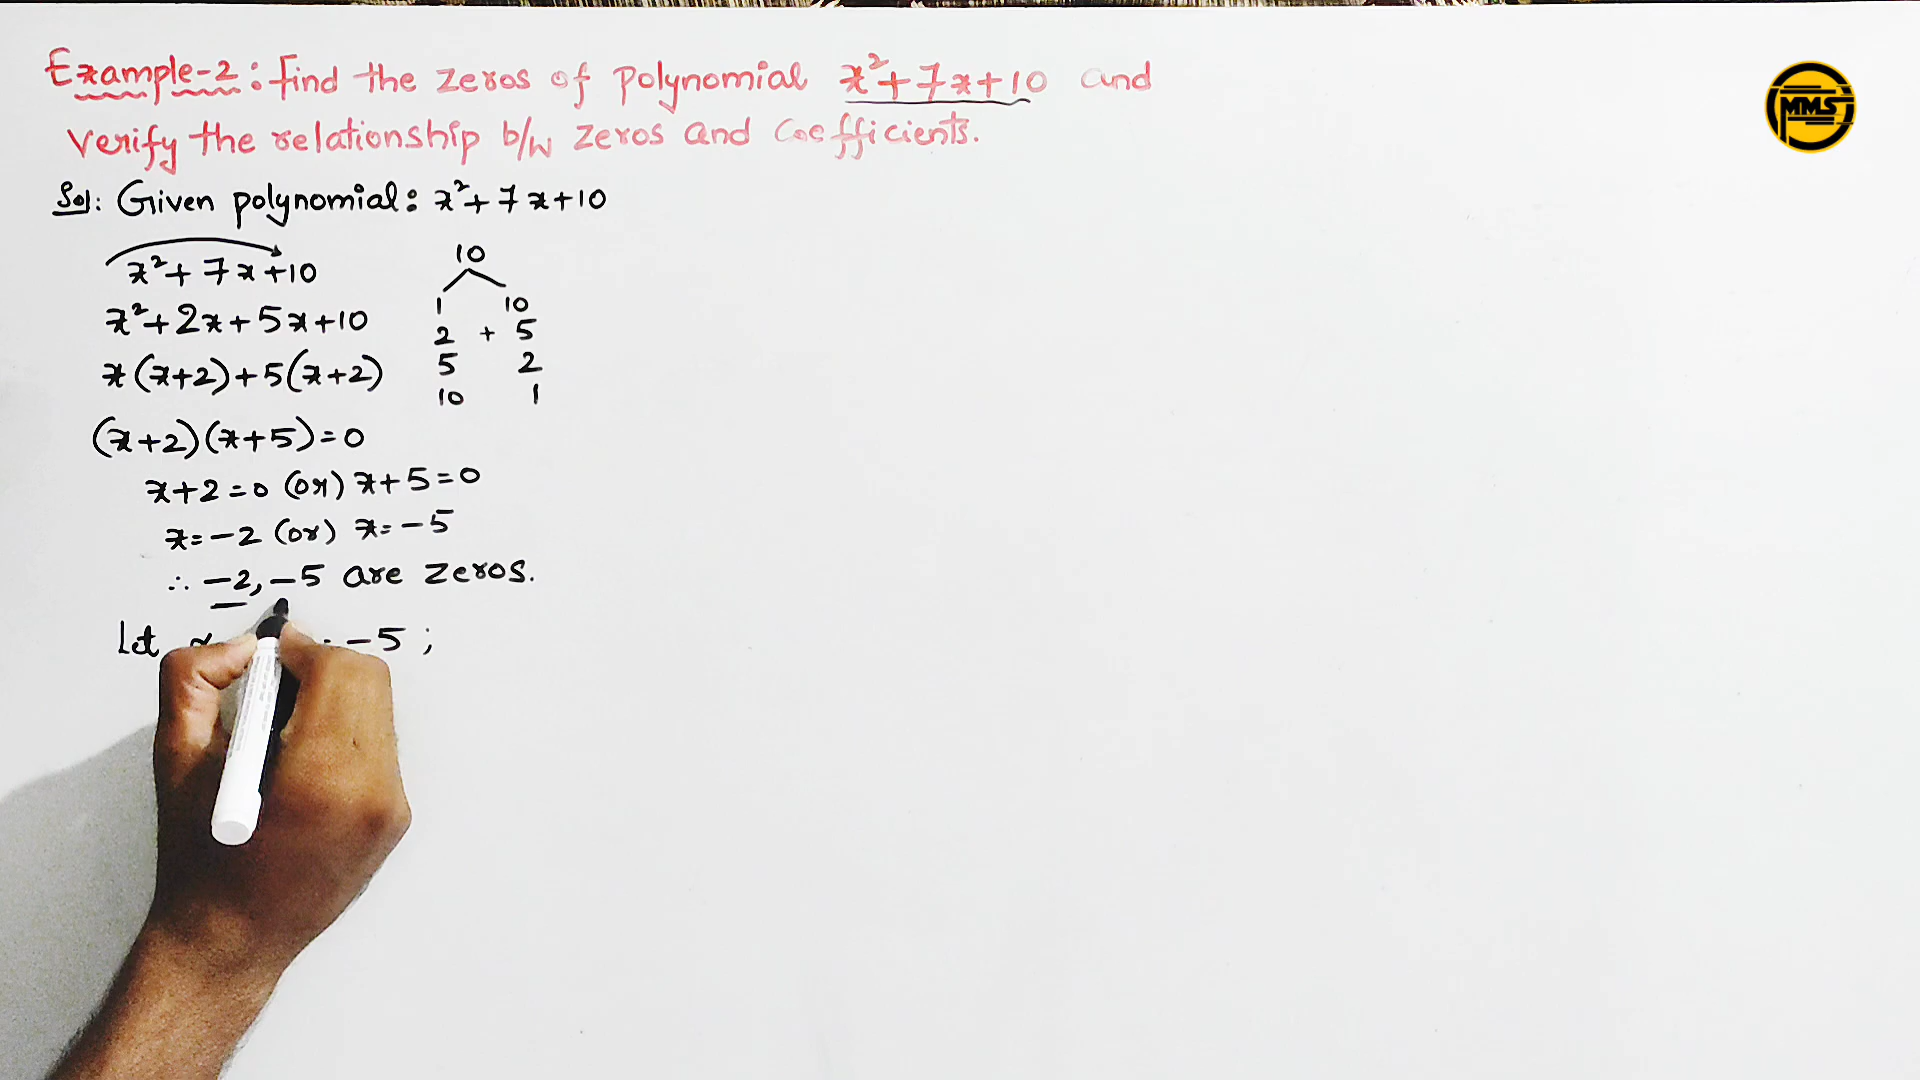 Example-2: Find the zeros of polynomial x²+7x+10 and
Verify the relationship b/w zeros and Coefficients.
Sol: Given polynomial: x²+7x+10
x²+7x+10
x²+2x+5x+10
x(x+2)+5(x+2)
(x+2)(x+5)=0
x+2=0 (or) x+5=0
x=-2 (or) x=-5
∴ -2, -5 are zeros.
Let -5 ;
10
1 10
2 + 5
5 2
10 1
MMS